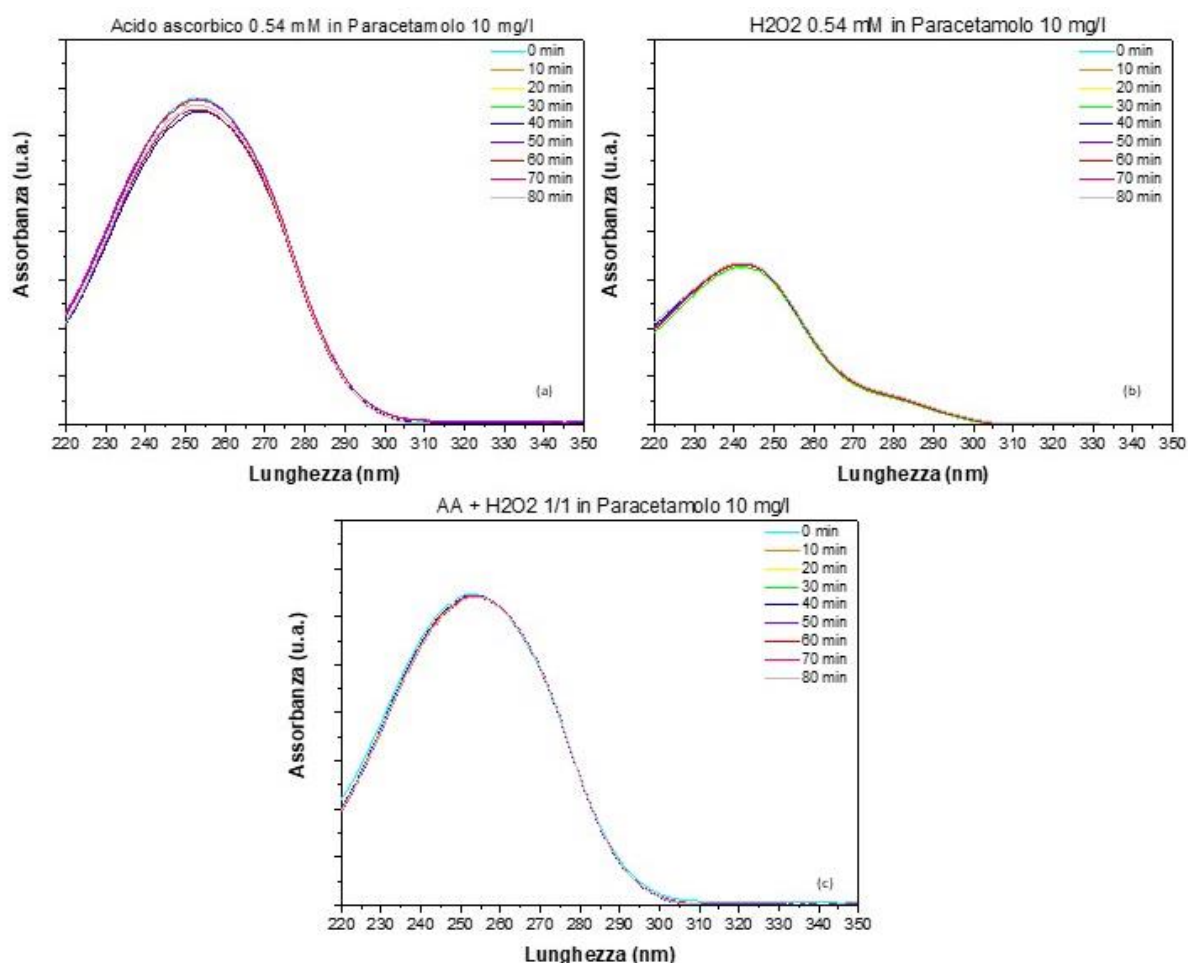 Acido ascorbico 0.54 mM in Paracetamolo 10 mg/l
0 min
10 min
20 min
30 min
40 min
50 min
60 min
70 min
80 min
Assorbanza (u.a.)
(a)
220 230 240 250 260 270 280 290 300 310 320 330 340 350
Lunghezza (nm)
H2O2 0.54 mM in Paracetamolo 10 mg/l
0 min
10 min
20 min
30 min
40 min
50 min
60 min
70 min
80 min
Assorbanza (u.a.)
(b)
220 230 240 250 260 270 280 290 300 310 320 330 340 350
Lunghezza (nm)
AA + H2O2 1/1 in Paracetamolo 10 mg/l
0 min
10 min
20 min
30 min
40 min
50 min
60 min
70 min
80 min
Assorbanza (u.a.)
(c)
220 230 240 250 260 270 280 290 300 310 320 330 340 350
Lunghezza (nm)